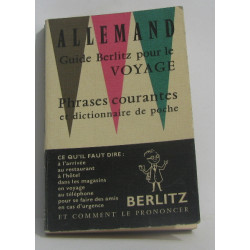 ALLEMAND
Guide Berlitz pour le
VOYAGE
Phrases courantes
et dictionnaire de poche
CE QU'IL FAUT DIRE:
à l'arrivée
au restaurant
à l'hôtel
dans les magasins
en voyage
au téléphone
pour se faire des amis
en cas d'urgence
BERLITZ
ET COMMENT LE PRONONCER